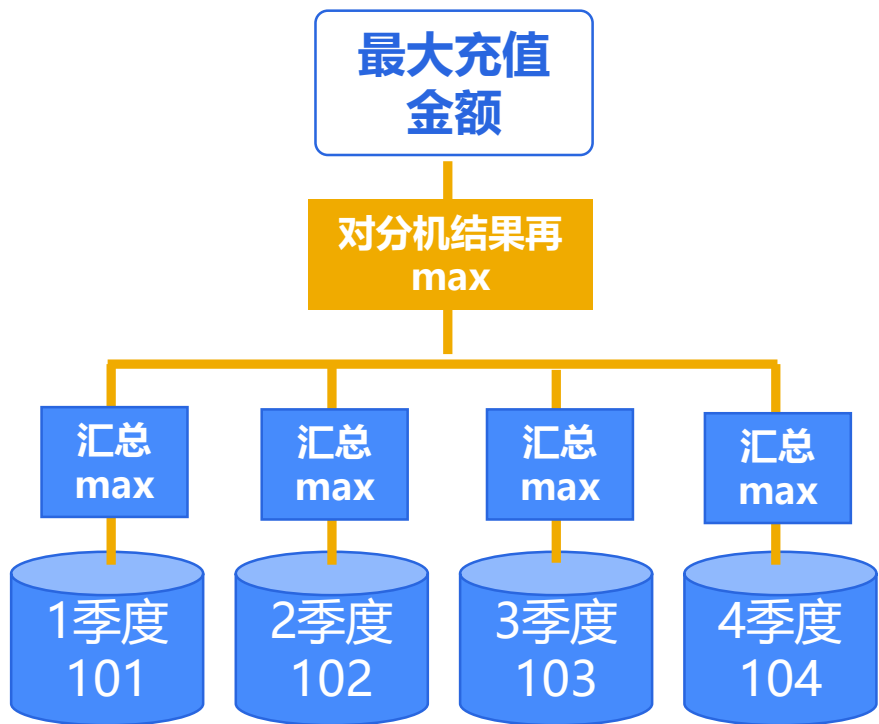 最大充值
金额
对分机结果再
max
汇总
max
汇总
max
汇总
max
汇总
max
1季度
101
2季度
102
3季度
103
4季度
104